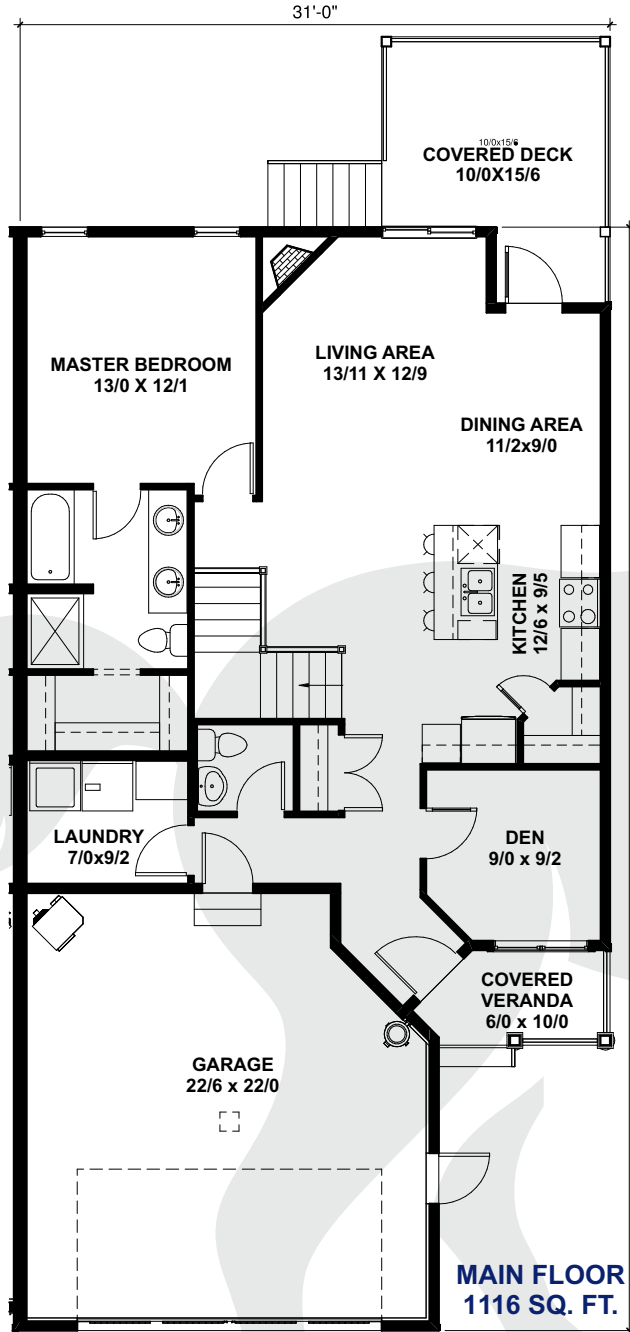 31'-0"
10/0x15/6
COVERED DECK
10/0X15/6
MASTER BEDROOM
13/0 X 12/1
LIVING AREA
13/11 X 12/9
DINING AREA
11/2x9/0
KITCHEN
12/6 x 9/5
LAUNDRY
7/0x9/2
DEN
9/0 x 9/2
COVERED
VERANDA
6/0 x 10/0
GARAGE
22/6 x 22/0
MAIN FLOOR
1116 SQ. FT.